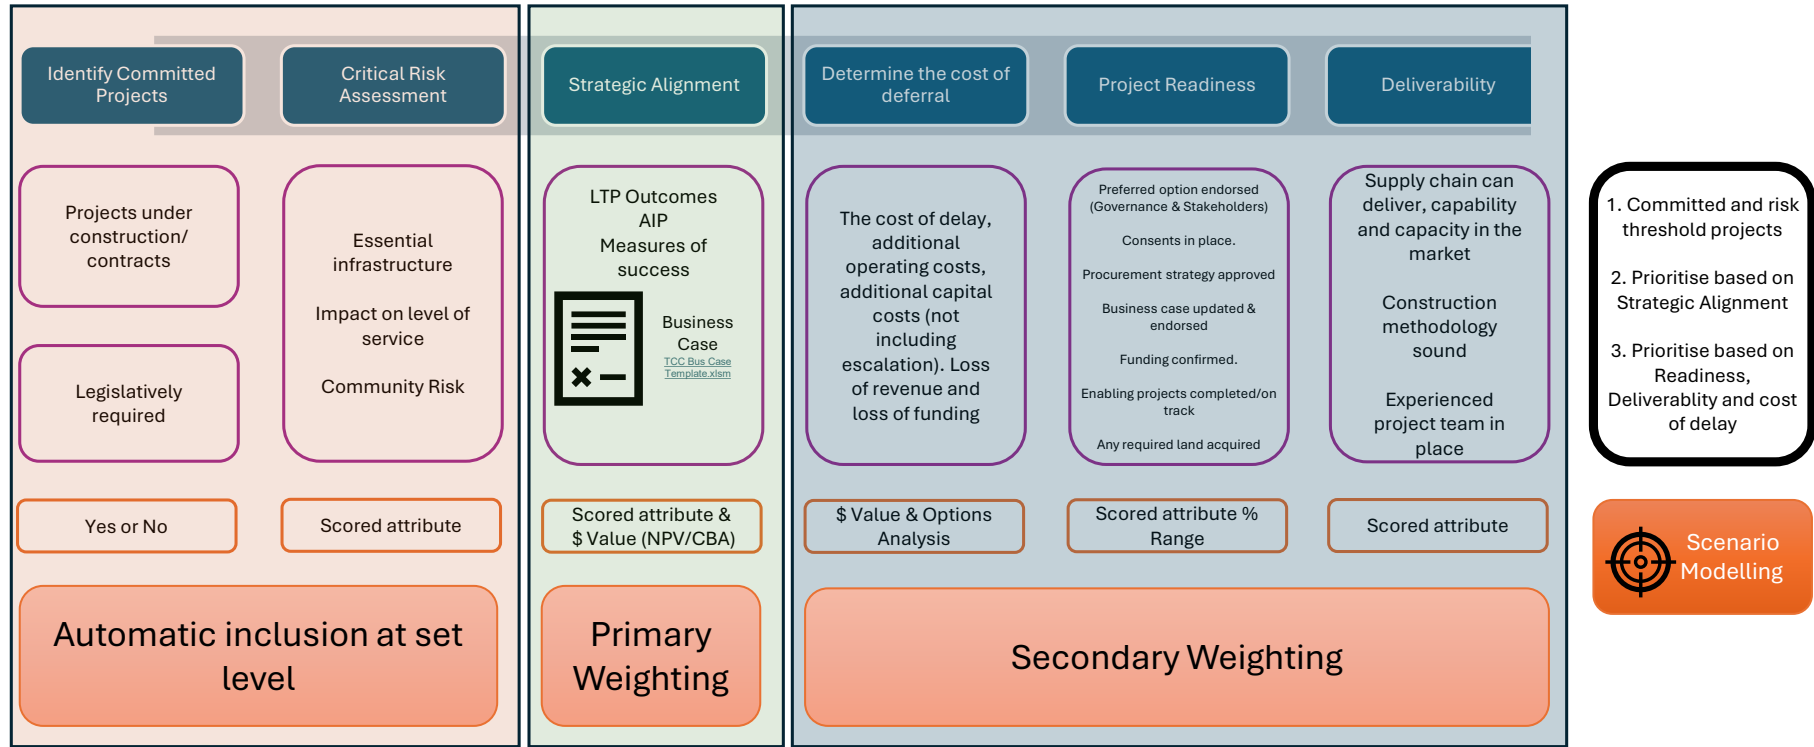 Identify Committed
Projects
Critical Risk
Assessment
Strategic Alignment
Determine the cost of
deferral
Project Readiness
Deliverability
Projects under
construction/
contracts
Legislatively
required
Essential
infrastructure
Impact on level of
service
Community Risk
LTP Outcomes
AIP
Measures of
success
Business
Case
TCC Bus Case
Template.xlsm
The cost of delay,
additional
operating costs,
additional capital
costs (not
including
escalation). Loss
of revenue and
loss of funding
Preferred option endorsed
(Governance & Stakeholders)
Consents in place.
Procurement strategy approved
Business case updated &
endorsed
Funding confirmed.
Enabling projects completed/on
track
Any required land acquired
Supply chain can
deliver, capability
and capacity in the
market
Construction
methodology
sound
Experienced
project team in
place
1. Committed and risk
threshold projects
2. Prioritise based on
Strategic Alignment
3. Prioritise based on
Readiness,
Deliverablity and cost
of delay
Yes or No
Scored attribute
Scored attribute &
$ Value (NPV/CBA)
$ Value & Options
Analysis
Scored attribute %
Range
Scored attribute
Scenario
Modelling
Automatic inclusion at set
level
Primary
Weighting
Secondary Weighting